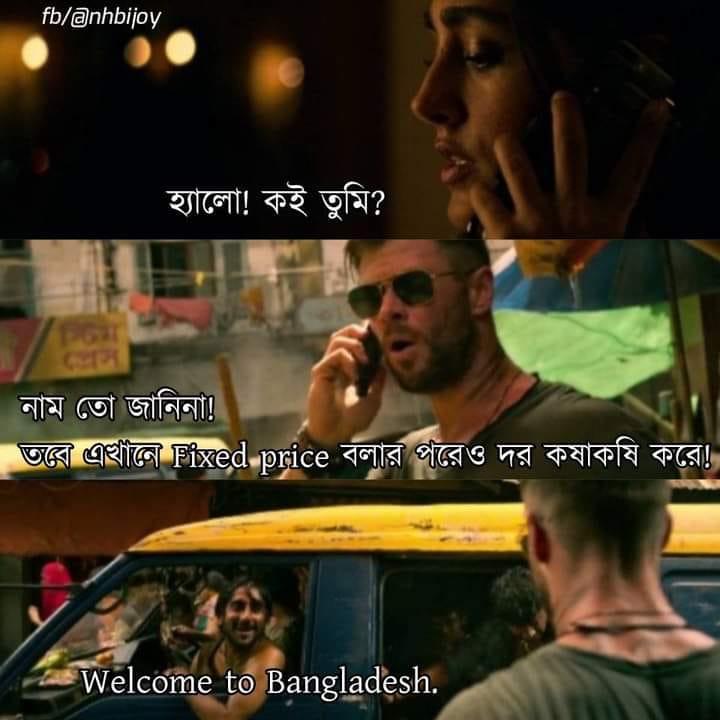 fb/@nhbijoy
হ্যালো! কই তুমি?
স্টিম
প্রেস
নাম তো জানিনা!
তবে এখানে Fixed price বলার পরেও দর কষাকষি করে!
Welcome to Bangladesh.